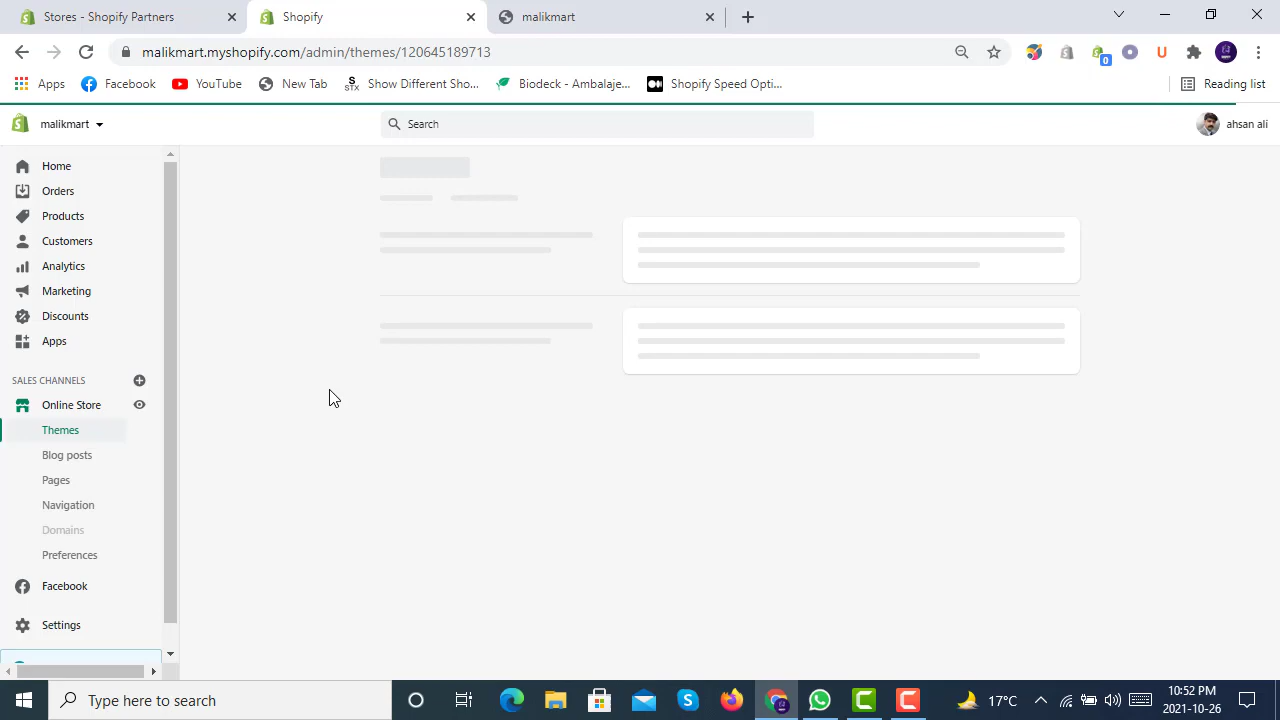 Stores - Shopify Partners
Shopify
malikmart
malikmart.myshopify.com/admin/themes/120645189713
0
U
Apps
Facebook
YouTube
New Tab
STX
Show Different Sho...
Biodeck - Ambalaje...
Shopify Speed Opti...
Reading list
malikmart
Search
ahsan ali
Home
Orders
Products
Customers
Analytics
Marketing
Discounts
Apps
SALES CHANNELS
Online Store
Themes
Blog posts
Pages
Navigation
Domains
Preferences
Facebook
Settings
Type here to search
17°C
10:52 PM
2021-10-26